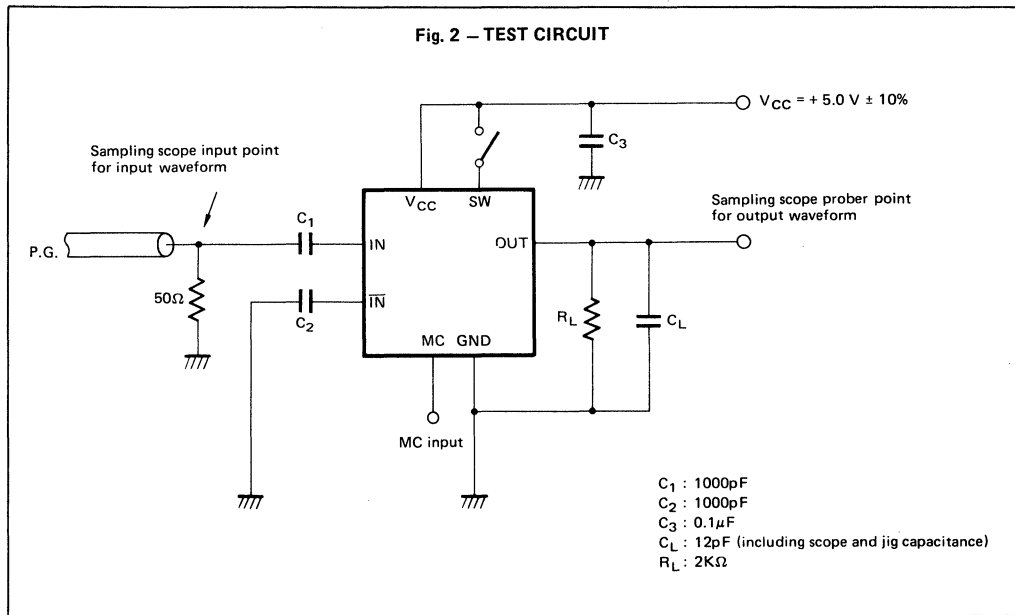 Fig. 2 – TEST CIRCUIT
VCC = + 5.0 V ± 10%
C3
Sampling scope input point
for input waveform
Sampling scope prober point
for output waveform
VCC SW
C1
P.G.
IN
OUT
50Ω
C2
IN
RL
CL
MC GND
MC input
C1 : 1000pF
C2 : 1000pF
C3 : 0.1μF
CL : 12pF (including scope and jig capacitance)
RL : 2KΩ